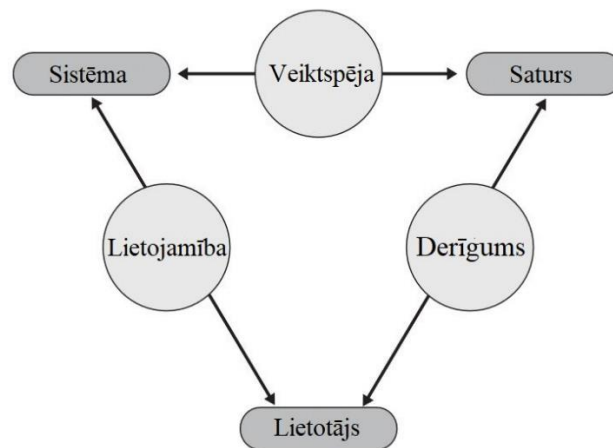 Veiktspēja
Sistēma
Saturs
Lietojamība
Derīgums
Lietotājs